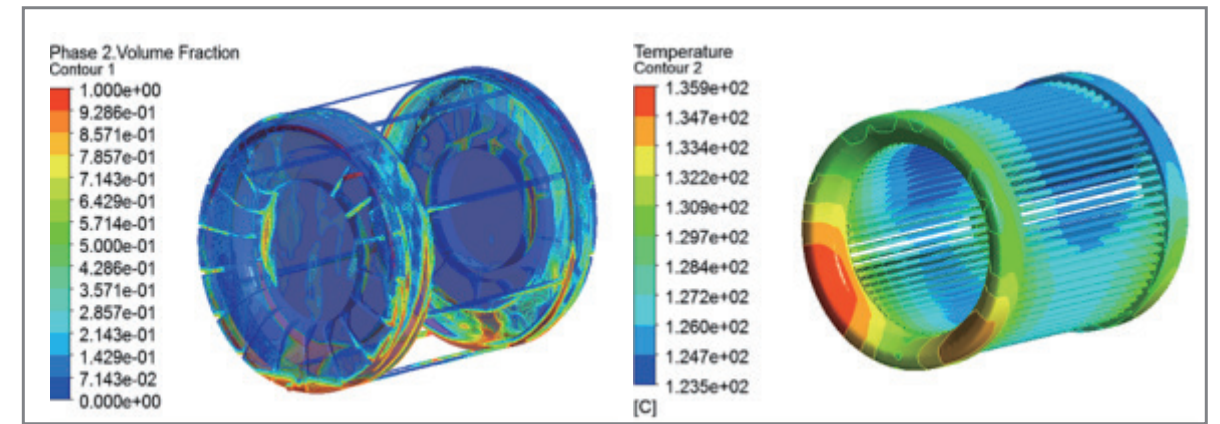 Phase 2.Volume Fraction
Contour 1
1.000e+00
9.286e-01
8.571e-01
7.857e-01
7.143e-01
6.429e-01
5.714e-01
5.000e-01
4.286e-01
3.571e-01
2.857e-01
2.143e-01
1.429e-01
7.143e-02
0.000e+00
Temperature
Contour 2
1.359e+02
1.347e+02
1.334e+02
1.322e+02
1.309e+02
1.297e+02
1.284e+02
1.272e+02
1.260e+02
1.247e+02
1.235e+02
[C]